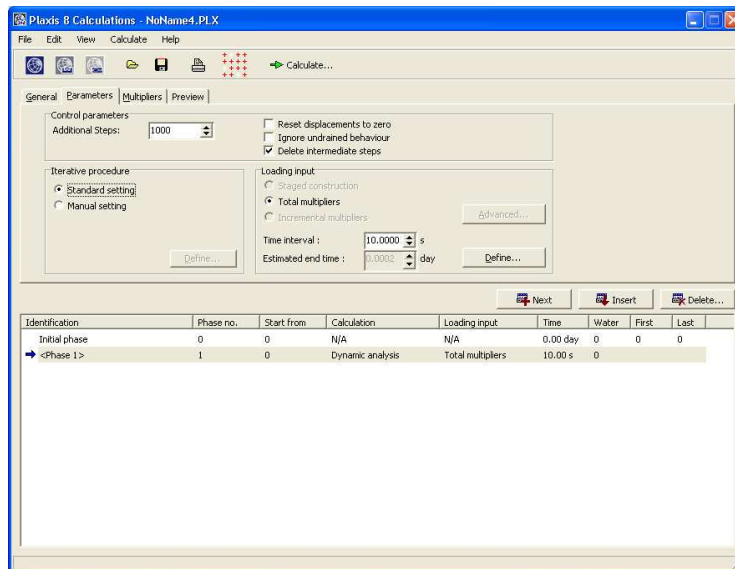 Plaxis 8 Calculations - NoName4.PLX
File Edit View Calculate Help
Calculate...
General Parameters Multipliers Preview
Control parameters
Additional Steps: 1000
Reset displacements to zero
Ignore undrained behaviour
Delete intermediate steps
Iterative procedure
Standard setting
Manual setting
Define...
Loading input
Staged construction
Total multipliers
Incremental multipliers
Advanced...
Time interval : 10.0000 s
Estimated end time : 0.0002 day
Define...
Next Insert Delete...
Identification Phase no. Start from Calculation Loading input Time Water First Last
Initial phase 0 0 N/A N/A 0.00 day 0 0 0
<Phase 1> 1 0 Dynamic analysis Total multipliers 10.00 s 0